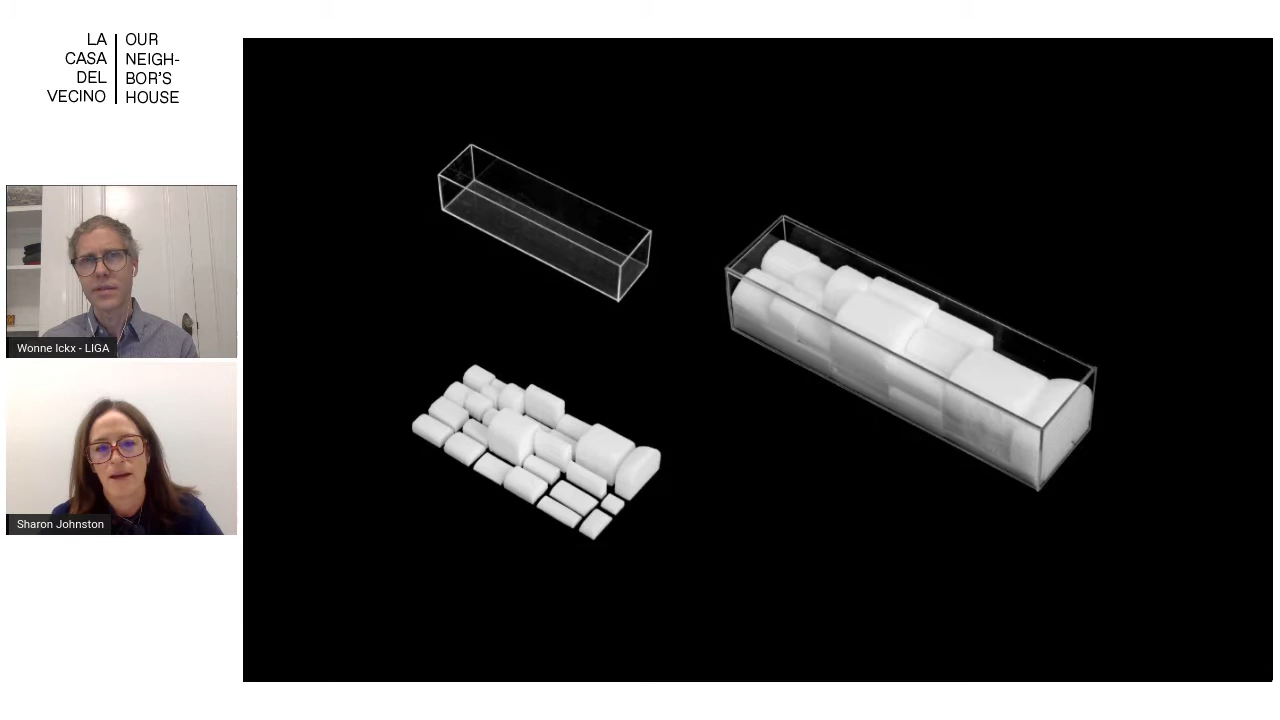 LA
CASA
DEL
VECINO
OUR
NEIGH-
BOR'S
HOUSE
Wonne Ickx - LIGA
Sharon Johnston